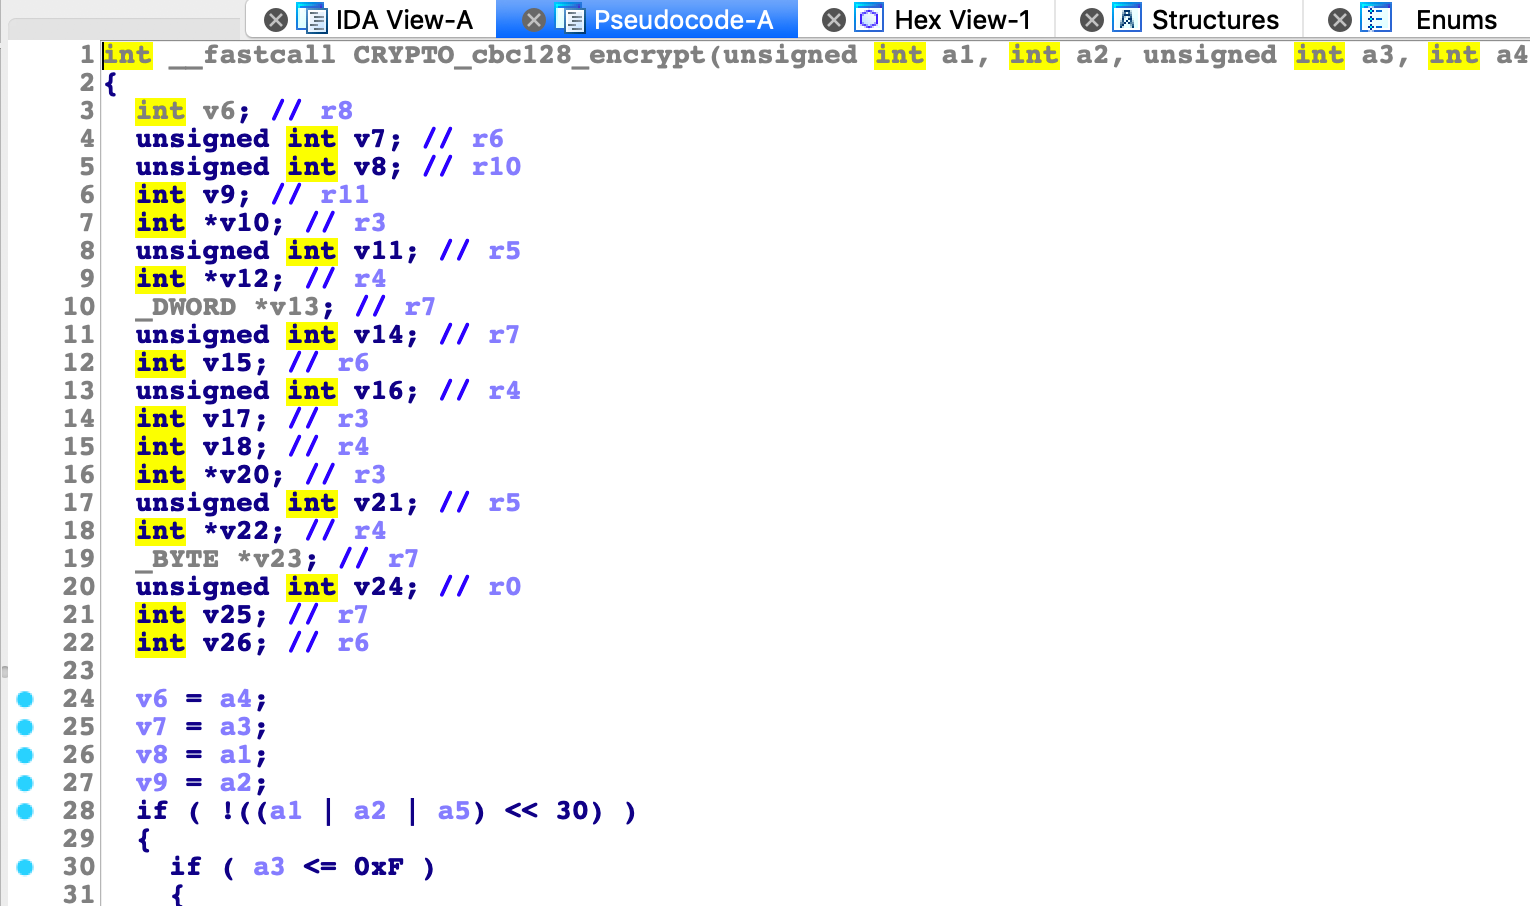 IDA View-A Pseudocode-A Hex View-1 Structures Enums
1 int __fastcall CRYPTO_cbc128_encrypt(unsigned int a1, int a2, unsigned int a3, int a4
2 {
3 int v6; // r8
4 unsigned int v7; // r6
5 unsigned int v8; // r10
6 int v9; // r11
7 int *v10; // r3
8 unsigned int v11; // r5
9 int *v12; // r4
10 _DWORD *v13; // r7
11 unsigned int v14; // r7
12 int v15; // r6
13 unsigned int v16; // r4
14 int v17; // r3
15 int v18; // r4
16 int *v20; // r3
17 unsigned int v21; // r5
18 int *v22; // r4
19 _BYTE *v23; // r7
20 unsigned int v24; // r0
21 int v25; // r7
22 int v26; // r6
23
24 v6 = a4;
25 v7 = a3;
26 v8 = a1;
27 v9 = a2;
28 if ( !((a1 | a2 | a5) << 30) )
29 {
30 if ( a3 <= 0xF )
31 {